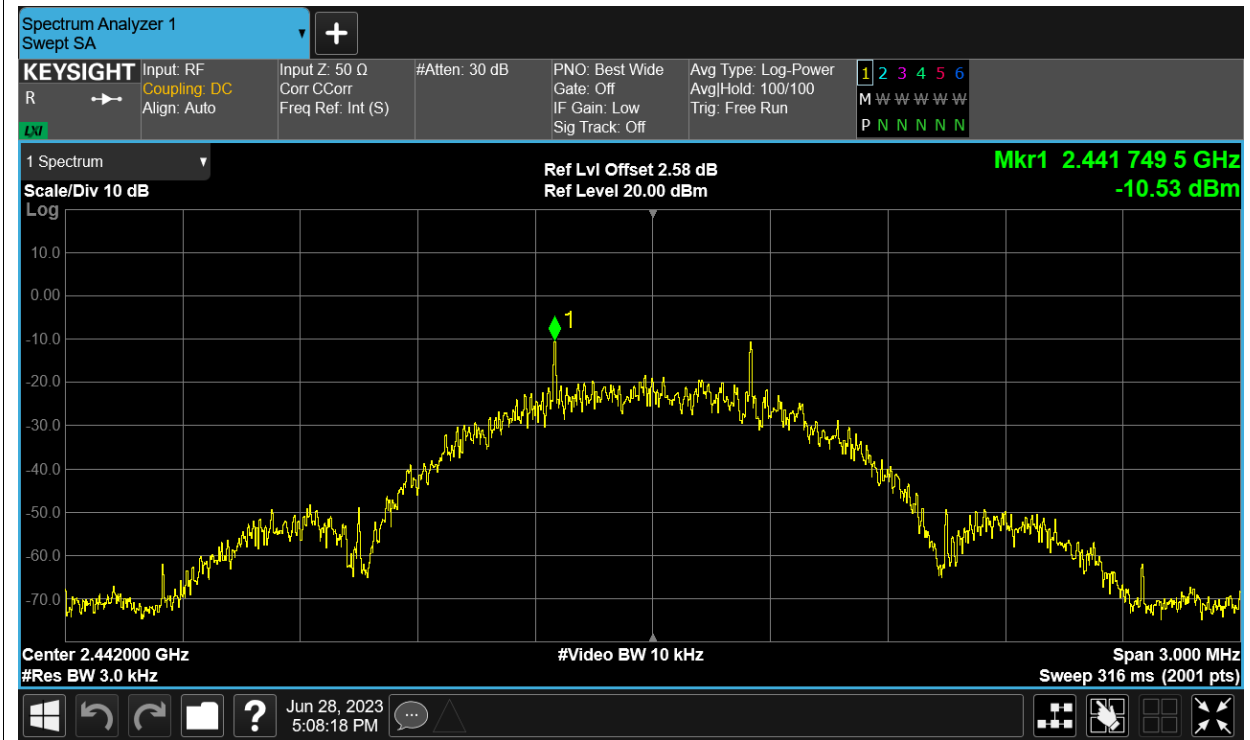 Spectrum Analyzer 1
Swept SA
+
KEYSIGHT
R
LXI
Input: RF
Coupling: DC
Align: Auto
Input Z: 50 Ω
Corr CCorr
Freq Ref: Int (S)
#Atten: 30 dB
PNO: Best Wide
Gate: Off
IF Gain: Low
Sig Track: Off
Avg Type: Log-Power
Avg|Hold: 100/100
Trig: Free Run
1 2 3 4 5 6
M W W W W W
P N N N N N
1 Spectrum
Scale/Div 10 dB
Log
Ref Lvl Offset 2.58 dB
Ref Level 20.00 dBm
Mkr1 2.441 749 5 GHz
-10.53 dBm
10.0
0.00
-10.0
-20.0
-30.0
-40.0
-50.0
-60.0
-70.0
1
Center 2.442000 GHz
#Res BW 3.0 kHz
#Video BW 10 kHz
Span 3.000 MHz
Sweep 316 ms (2001 pts)
?
Jun 28, 2023
5:08:18 PM